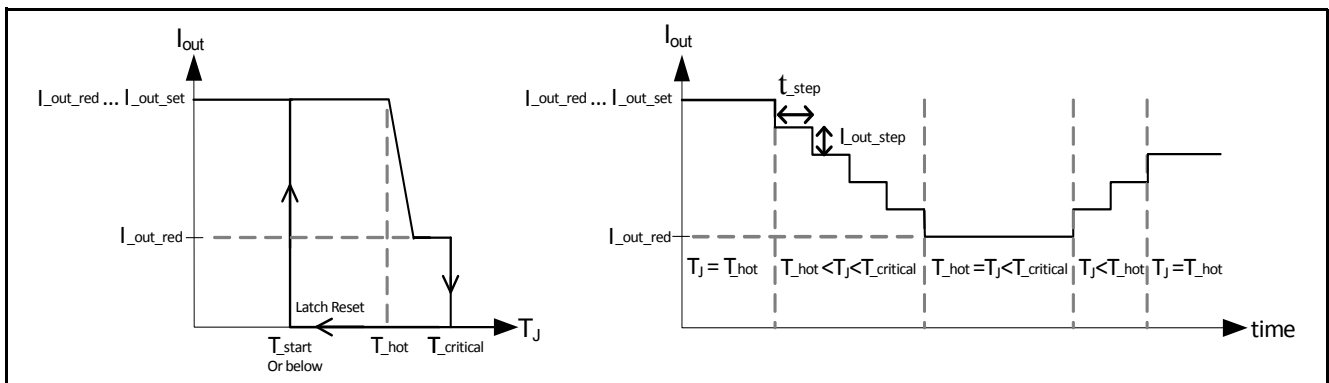 I_out
I_out_red ... I_out_set
I_out_red
Latch Reset
T_J
T_start
Or below
T_hot
T_critical
I_out
I_out_red ... I_out_set
t_step
I_out_step
I_out_red
T_J = T_hot
T_hot <T_J<T_critical
T_hot =T_J<T_critical
T_J<T_hot
T_J=T_hot
time